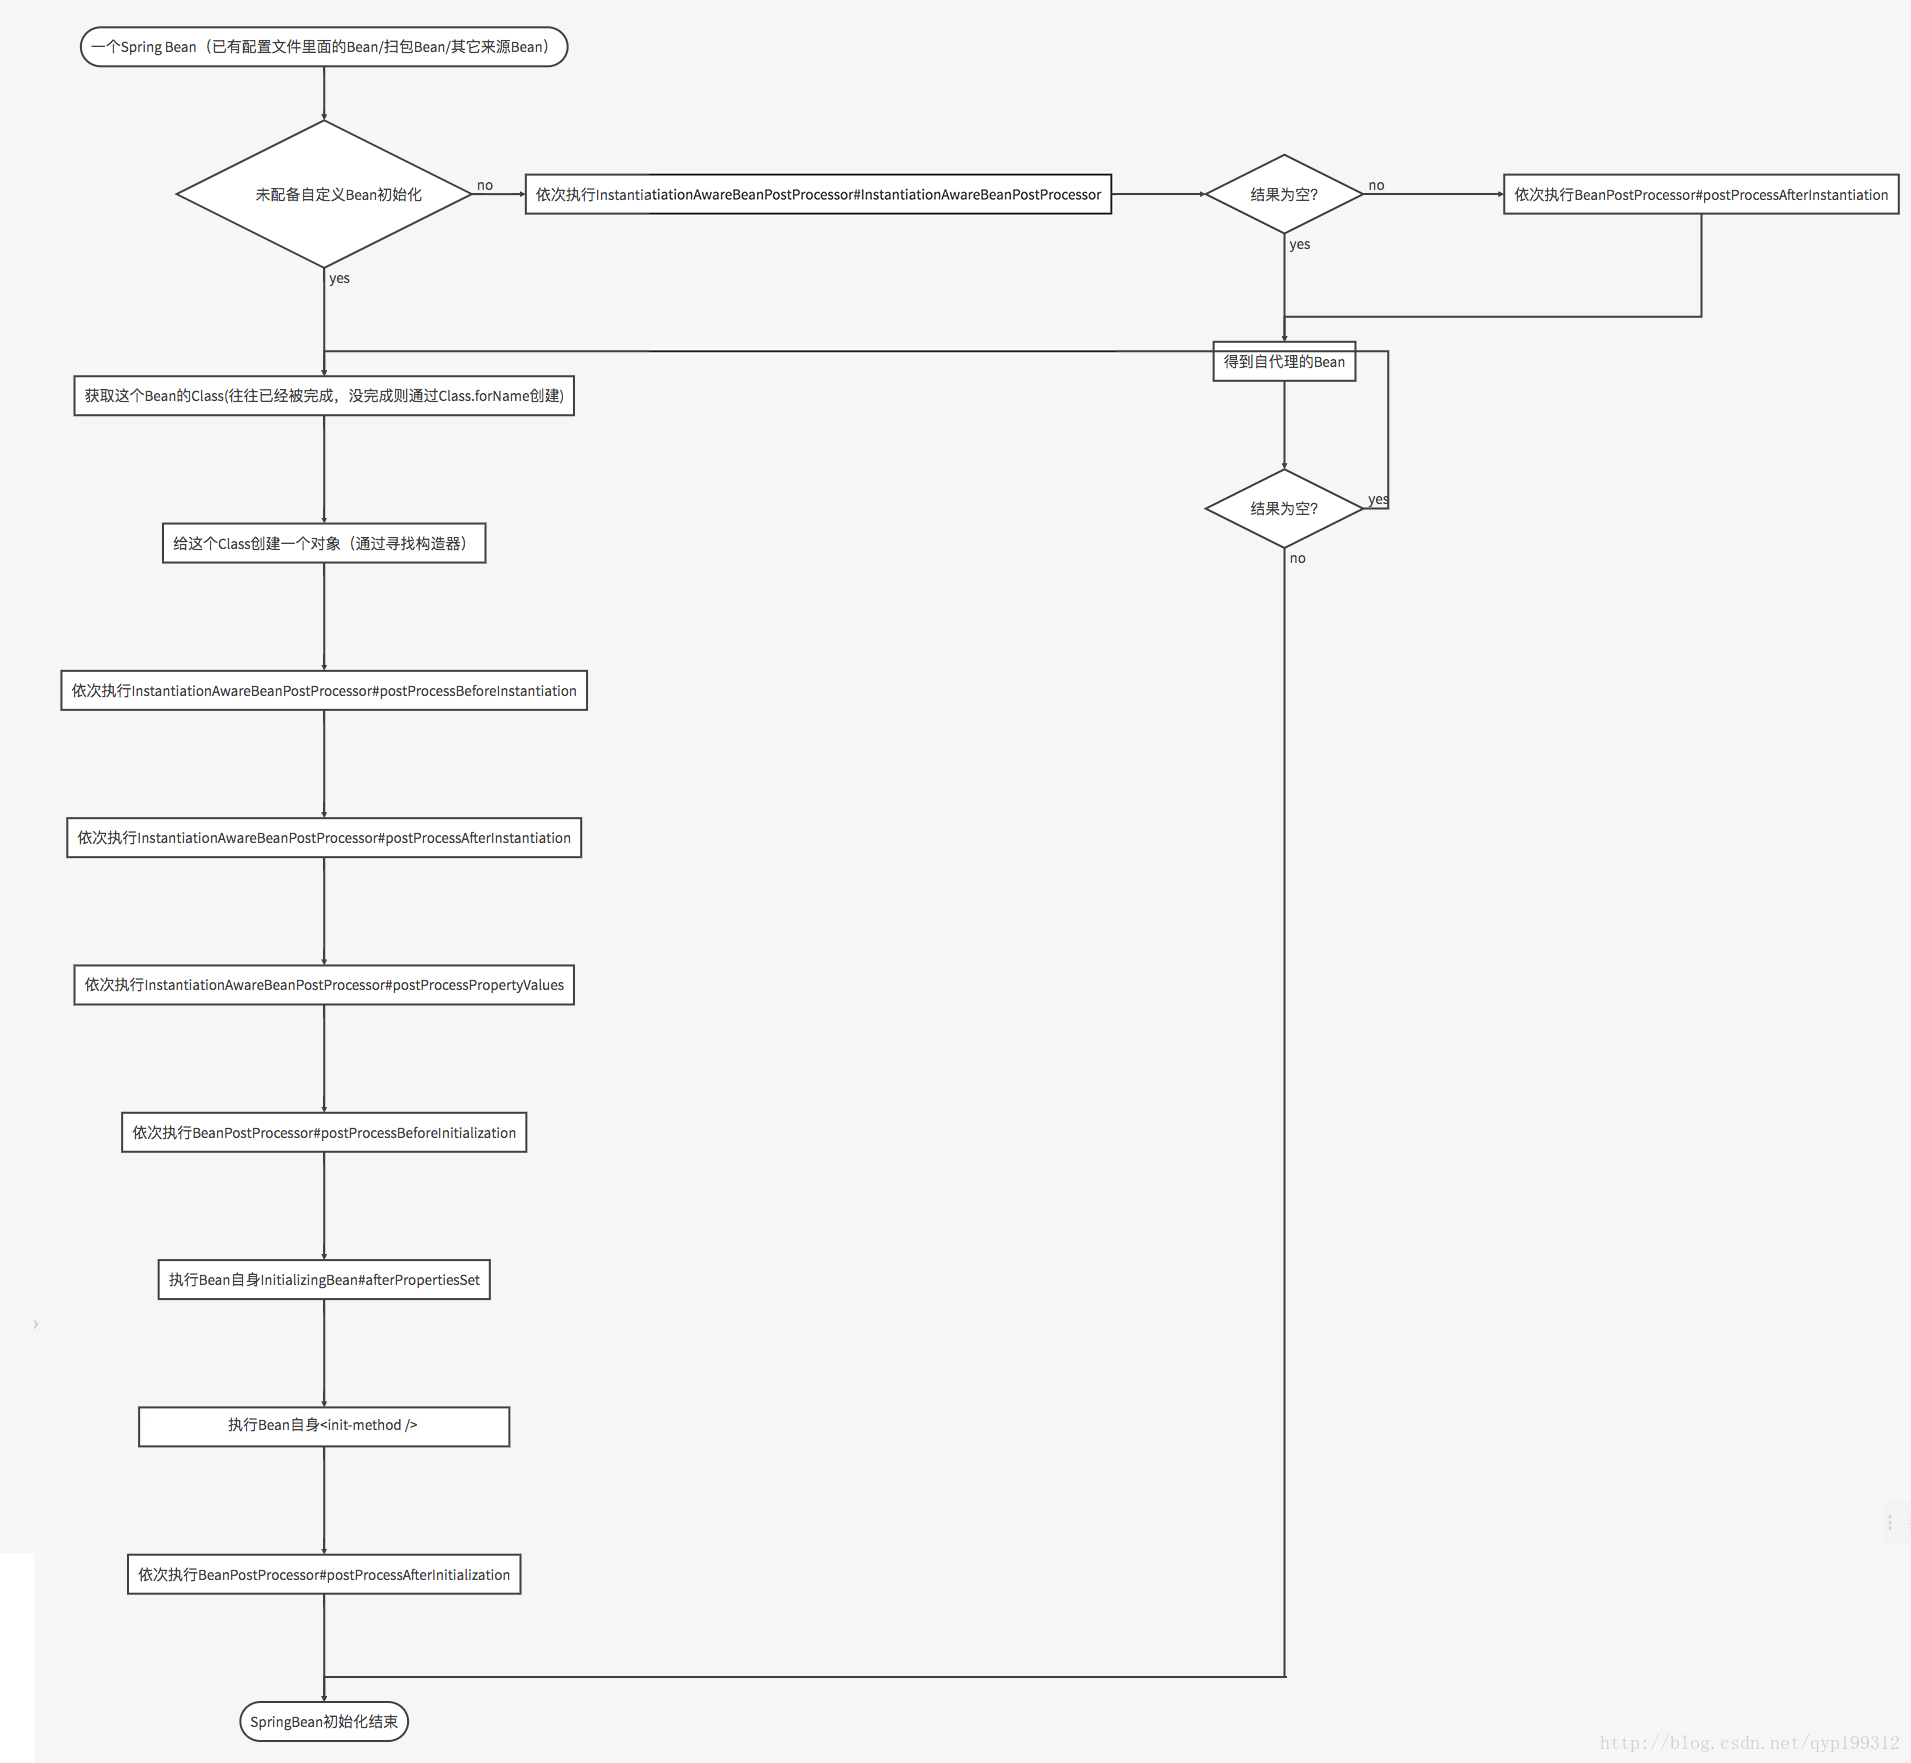 一个Spring Bean（已有配置文件里面的Bean/扫包Bean/其它来源Bean）
未配备自定义Bean初始化
no
依次执行InstantiatiationAwareBeanPostProcessor#InstantiationAwareBeanPostProcessor
结果为空？
no
依次执行BeanPostProcessor#postProcessAfterInstantiation
yes
yes
得到自代理的Bean
获取这个Bean的Class(往往已经被完成，没完成则通过Class.forName创建)
结果为空？
yes
no
给这个Class创建一个对象（通过寻找构造器）
依次执行InstantiationAwareBeanPostProcessor#postProcessBeforeInstantiation
依次执行InstantiationAwareBeanPostProcessor#postProcessAfterInstantiation
依次执行InstantiationAwareBeanPostProcessor#postProcessPropertyValues
依次执行BeanPostProcessor#postProcessBeforeInitialization
执行Bean自身InitializingBean#afterPropertiesSet
执行Bean自身<init-method />
依次执行BeanPostProcessor#postProcessAfterInitialization
SpringBean初始化结束
http://blog.csdn.net/qyp199312